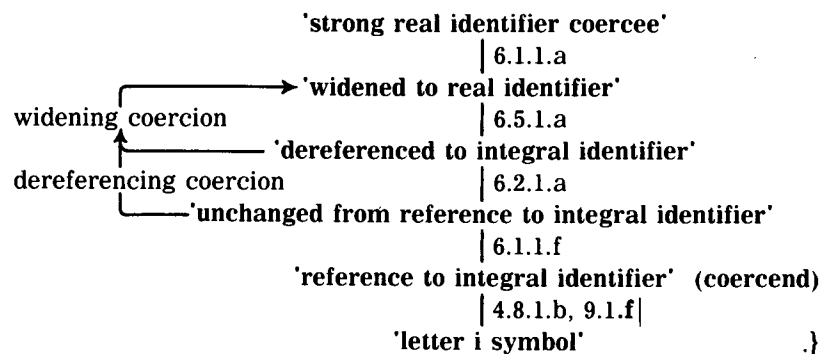 'strong real identifier coercee'
6.1.1.a
'widened to real identifier'
widening coercion
6.5.1.a
'dereferenced to integral identifier'
dereferencing coercion
6.2.1.a
'unchanged from reference to integral identifier'
6.1.1.f
'reference to integral identifier' (coercend)
4.8.1.b, 9.1.f|
'letter i symbol' .}